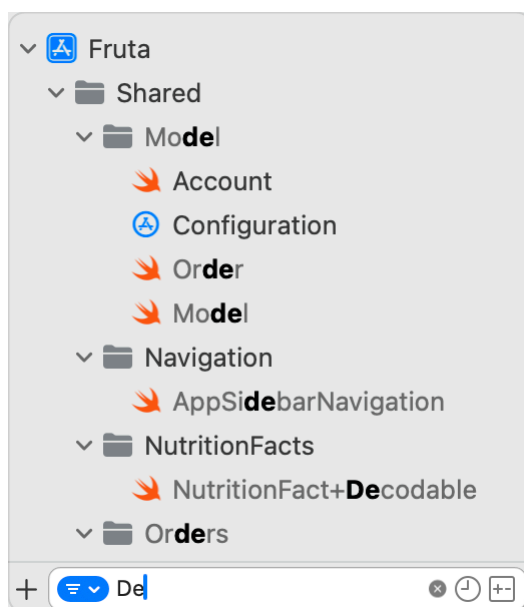 Fruta
Shared
Model
Account
Configuration
Order
Model
Navigation
AppSidebarNavigation
NutritionFacts
NutritionFact+Decodable
Orders
De